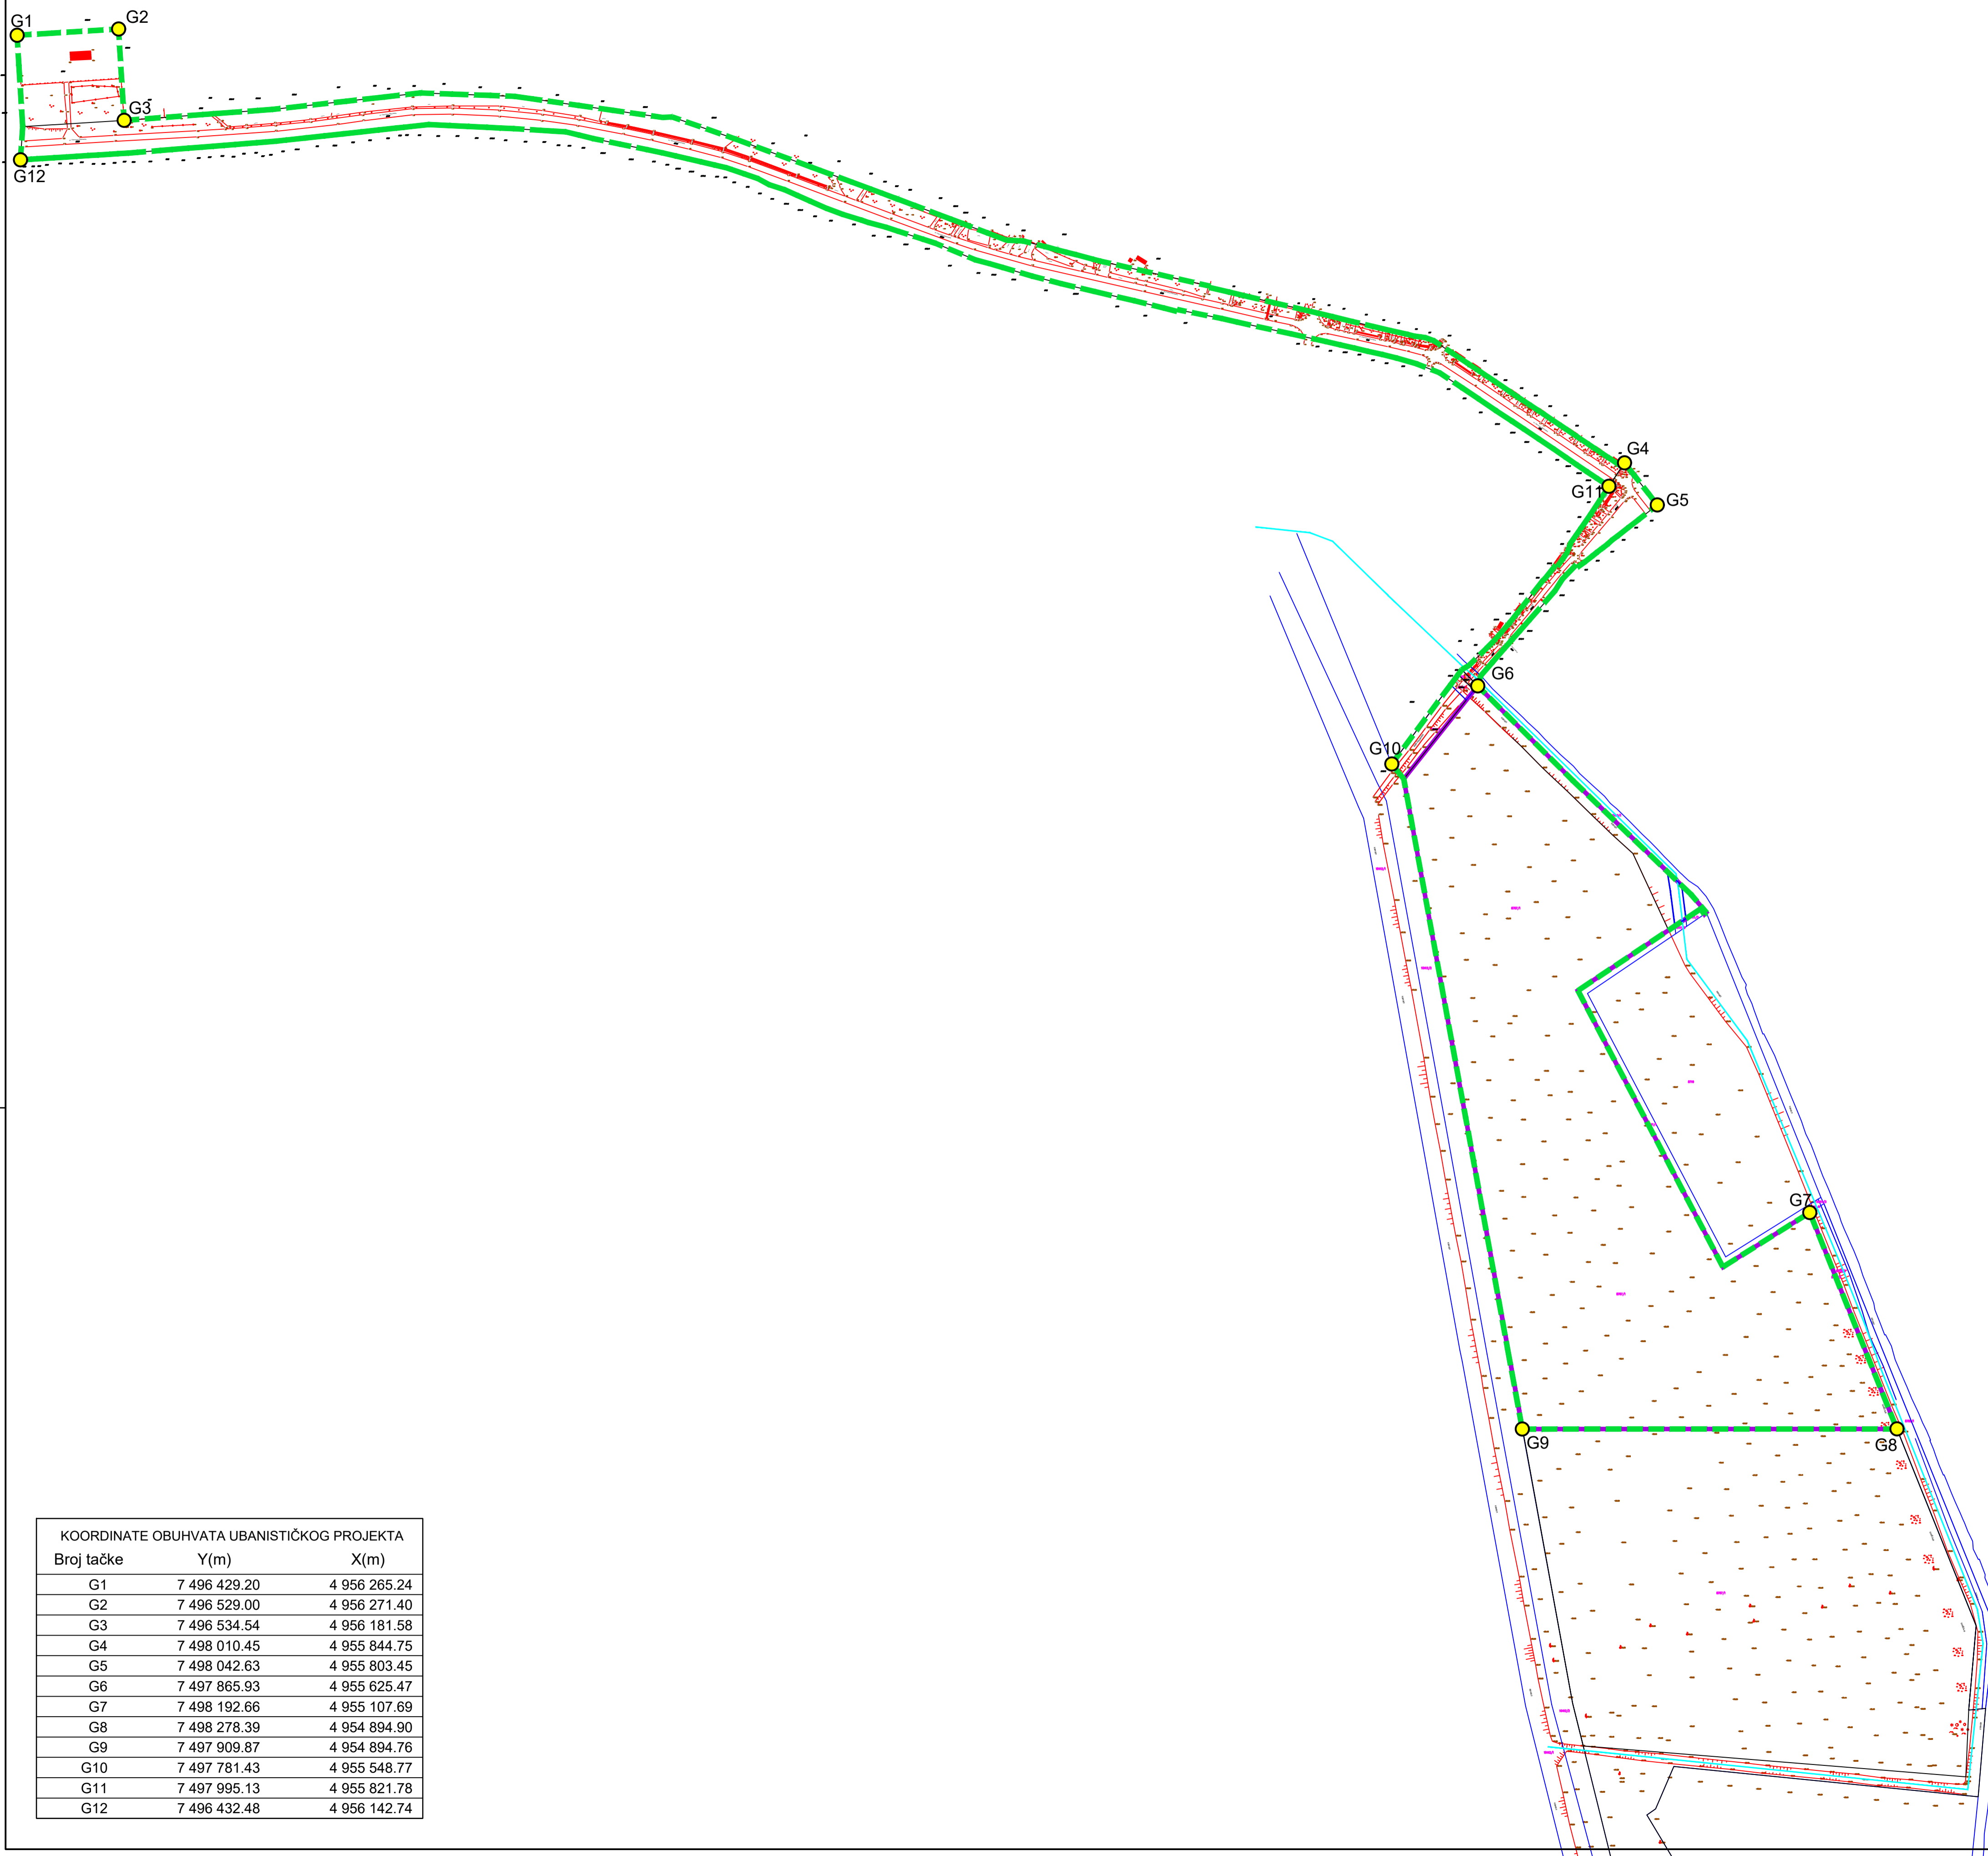 G1
G2
G3
G12
G4
G11
G5
G6
G10
G7
G9
G8
KOORDINATE OBUHVATA UBANISTIČKOG PROJEKTA
Broj tačke Y(m) X(m)
G1 7 496 429.20 4 956 265.24
G2 7 496 529.00 4 956 271.40
G3 7 496 534.54 4 956 181.58
G4 7 498 010.45 4 955 844.75
G5 7 498 042.63 4 955 803.45
G6 7 497 865.93 4 955 625.47
G7 7 498 192.66 4 955 107.69
G8 7 498 278.39 4 954 894.90
G9 7 497 909.87 4 954 894.76
G10 7 497 781.43 4 955 548.77
G11 7 497 995.13 4 955 821.78
G12 7 496 432.48 4 956 142.74